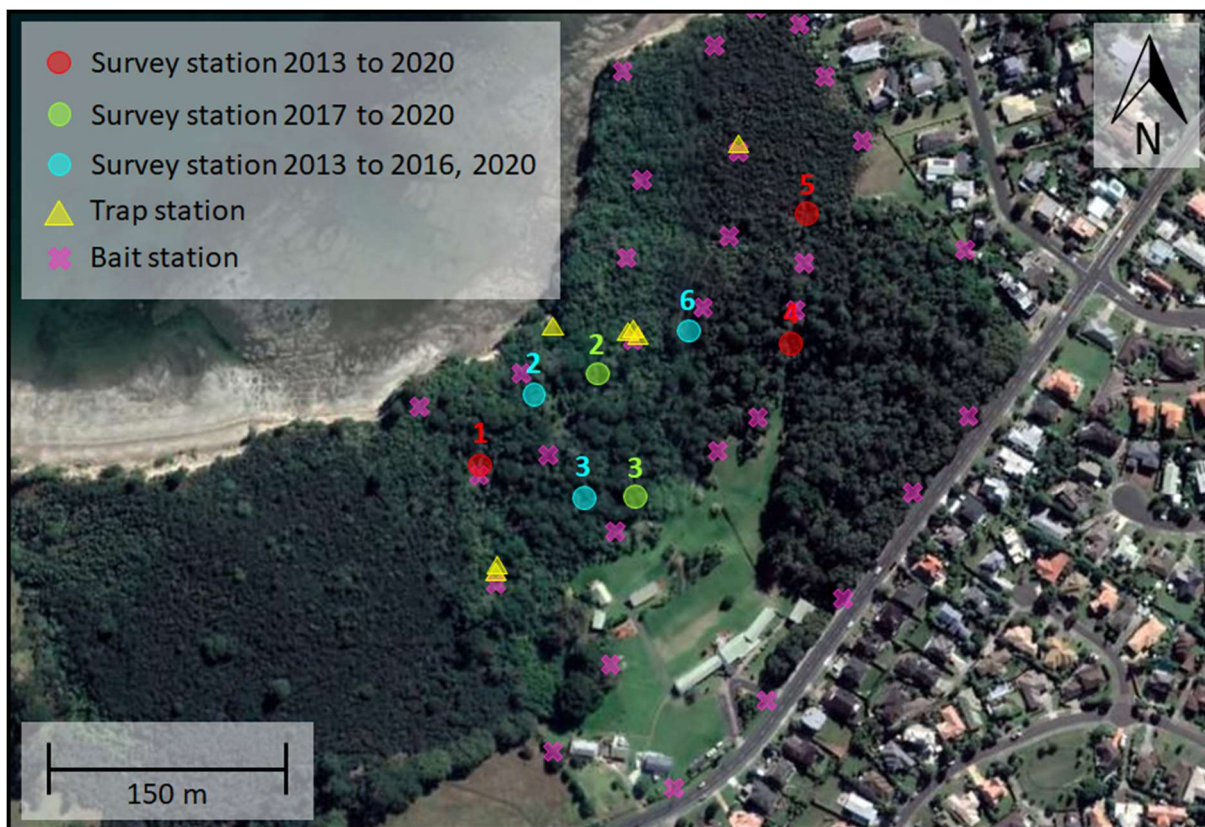 Survey station 2013 to 2020
Survey station 2017 to 2020
Survey station 2013 to 2016, 2020
Trap station
Bait station
N
5
6
4
2
2
1
3
3
150 m